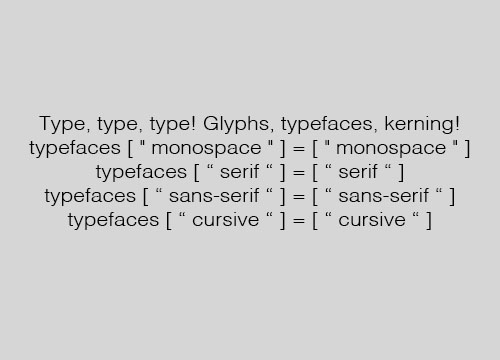 Type, type, type! Glyphs, typefaces, kerning!
typefaces [ " monospace " ] = [ " monospace " ]
typefaces [ “ serif “ ] = [ “ serif “ ]
typefaces [ “ sans-serif “ ] = [ “ sans-serif “ ]
typefaces [ “ cursive “ ] = [ “ cursive “ ]